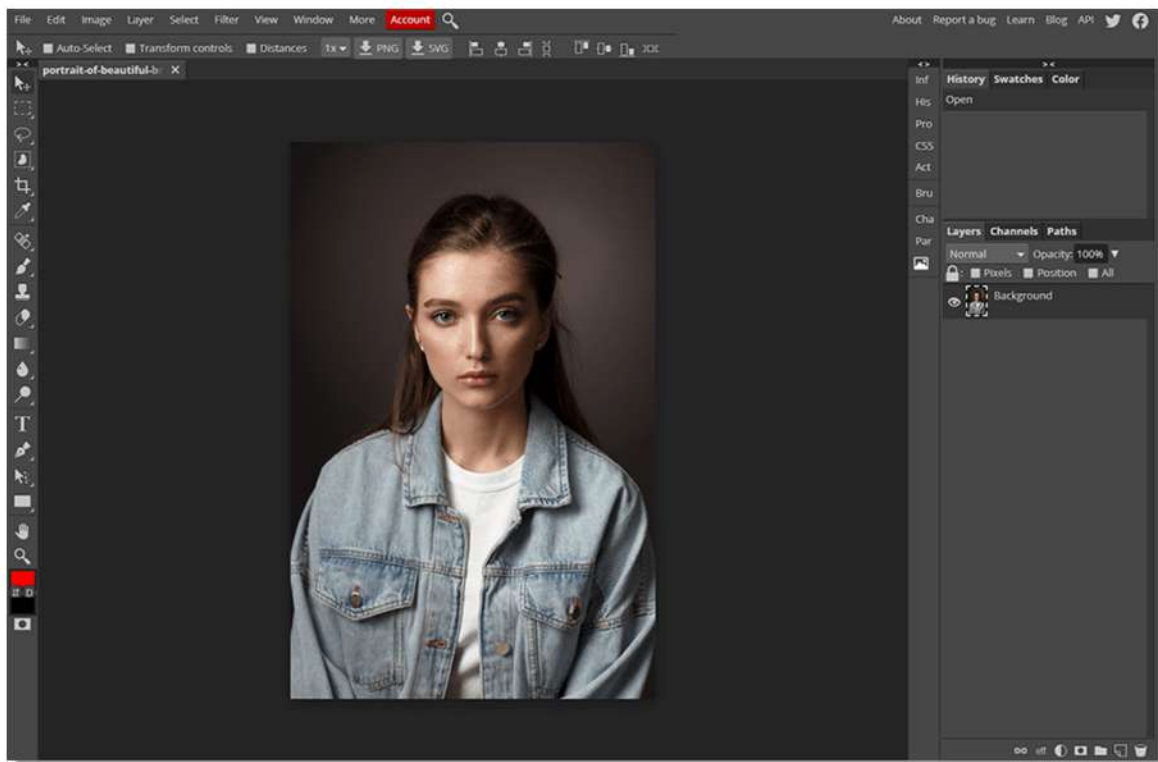 File Edit Image Layer Select Filter View Window More Account About Report a bug Learn Blog API
Auto-Select Transform controls Distances 1x PNG SVG
portrait-of-beautiful-br X
Inf
His
Pro
CSS
Act
Bru
Cha
Par
History Swatches Color
Open
Layers Channels Paths
Normal Opacity: 100%
: Pixels Position All
Background
T
D
eff